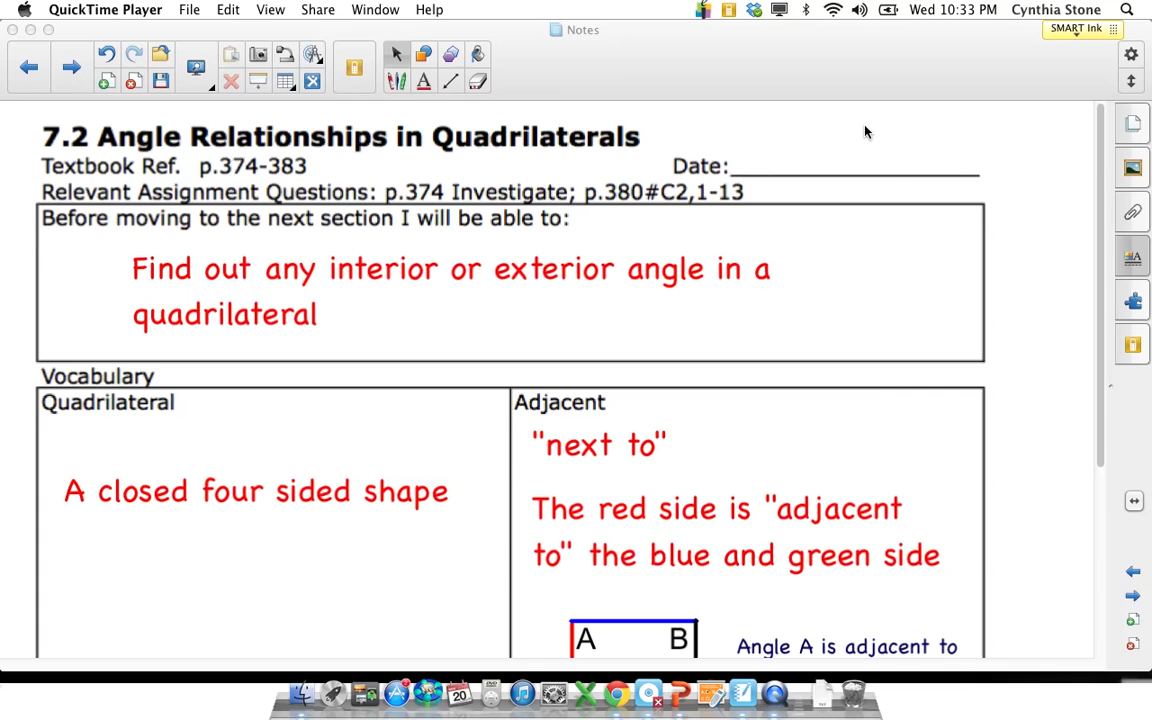 QuickTime Player File Edit View Share Window Help Wed 10:33 PM Cynthia Stone
Notes
SMART Ink
7.2 Angle Relationships in Quadrilaterals
Textbook Ref. p.374-383 Date:
Relevant Assignment Questions: p.374 Investigate; p.380#C2,1-13
Before moving to the next section I will be able to:
Find out any interior or exterior angle in a
quadrilateral
Vocabulary
Quadrilateral
A closed four sided shape
Adjacent
"next to"
The red side is "adjacent
to" the blue and green side
A B
Angle A is adjacent to
20